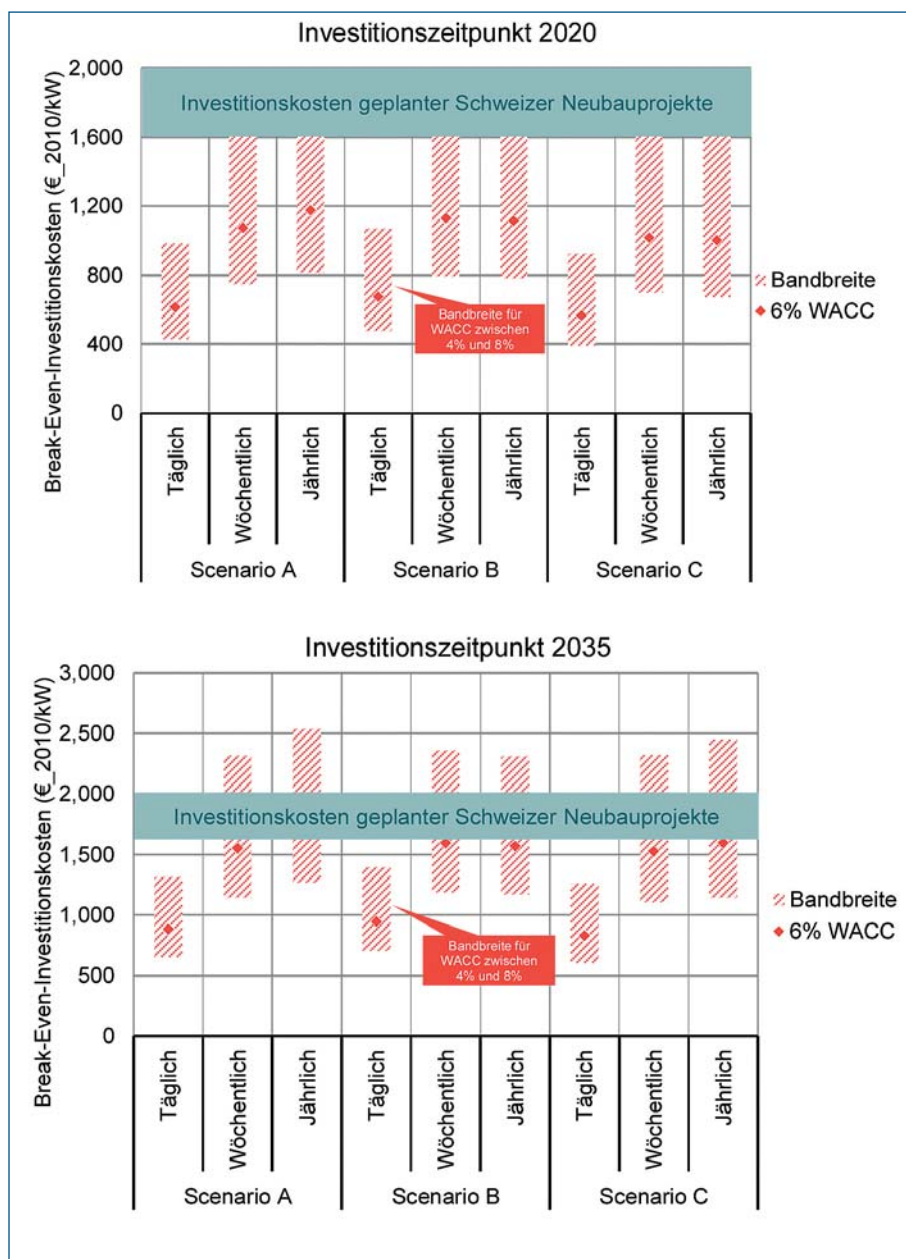 Investitionszeitpunkt 2020
Break-Even-Investitionskosten (€_2010/kW)
2,000
1,600
1,200
800
400
0
Investitionskosten geplanter Schweizer Neubauprojekte
Bandbreite für
WACC zwischen
4% und 8%
Bandbreite
6% WACC
Täglich
Wöchentlich
Jährlich
Täglich
Wöchentlich
Jährlich
Täglich
Wöchentlich
Jährlich
Scenario A
Scenario B
Scenario C
Investitionszeitpunkt 2035
Break-Even-Investitionskosten (€_2010/kW)
3,000
2,500
2,000
1,500
1,000
500
0
Investitionskosten geplanter Schweizer Neubauprojekte
Bandbreite für
WACC zwischen
4% und 8%
Bandbreite
6% WACC
Täglich
Wöchentlich
Jährlich
Täglich
Wöchentlich
Jährlich
Täglich
Wöchentlich
Jährlich
Scenario A
Scenario B
Scenario C